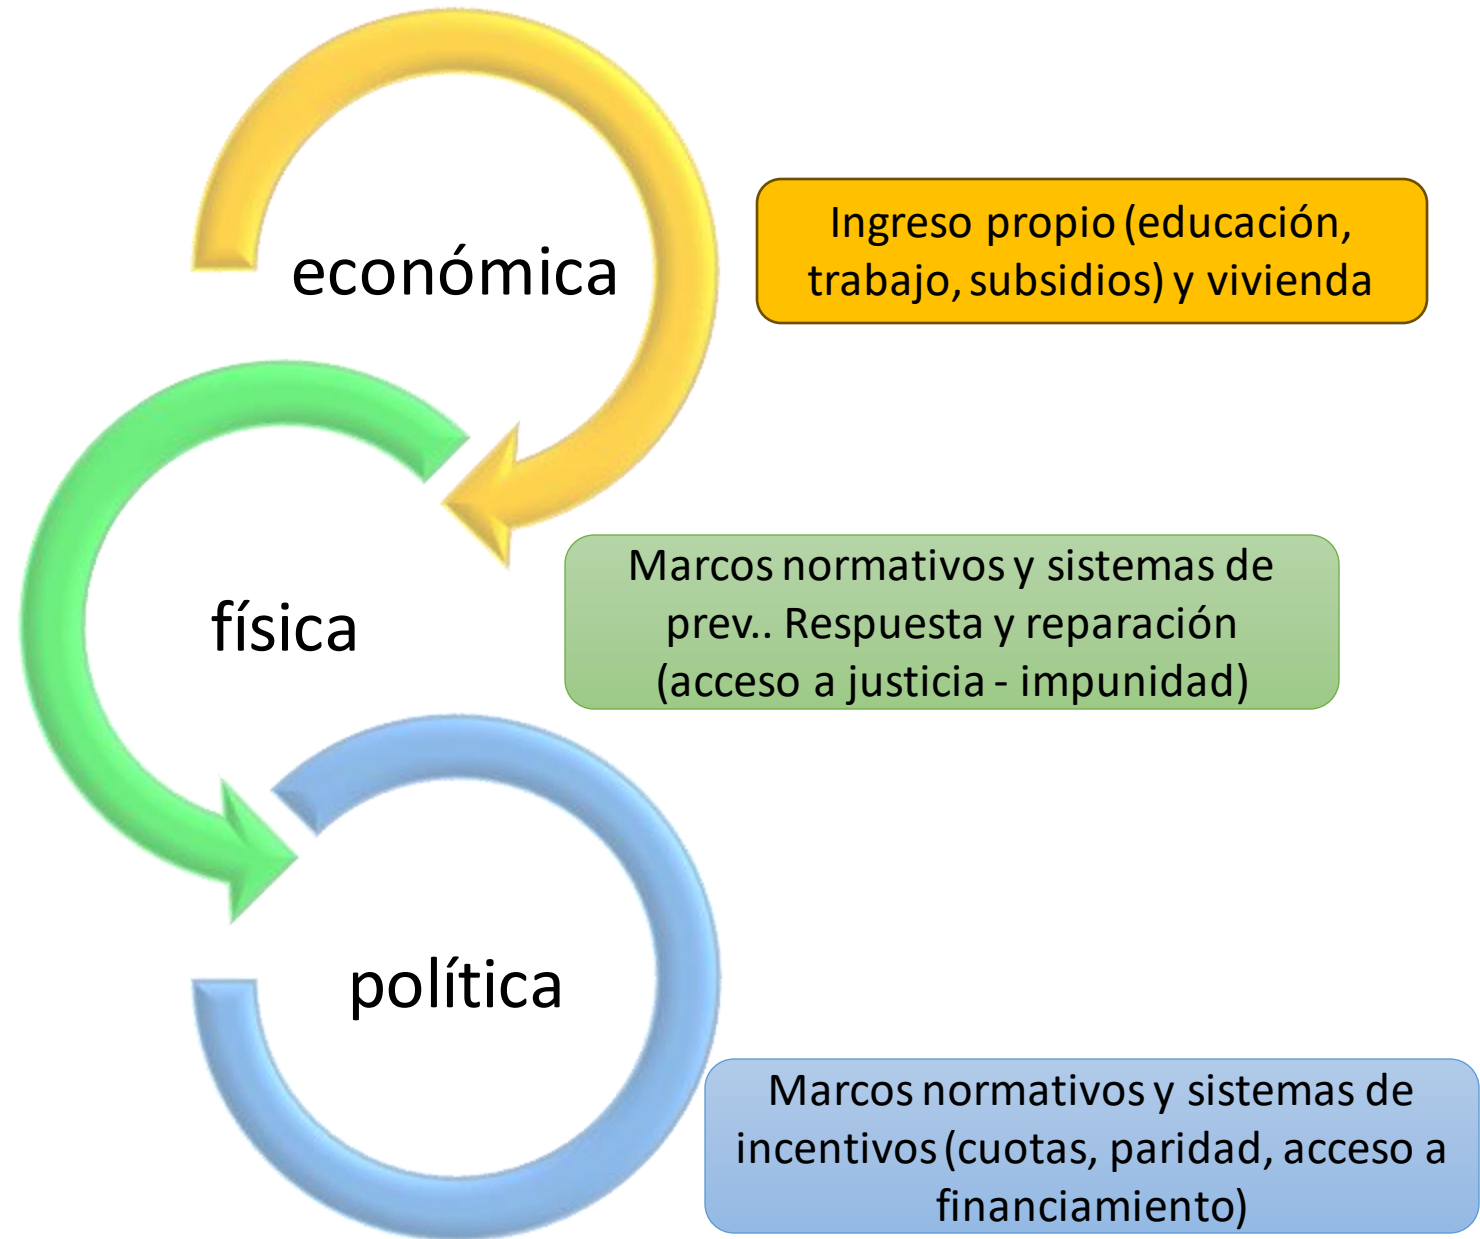 económica
Ingreso propio (educación,
trabajo, subsidios) y vivienda
física
Marcos normativos y sistemas de
prev.. Respuesta y reparación
(acceso a justicia - impunidad)
política
Marcos normativos y sistemas de
incentivos (cuotas, paridad, acceso a
financiamiento)